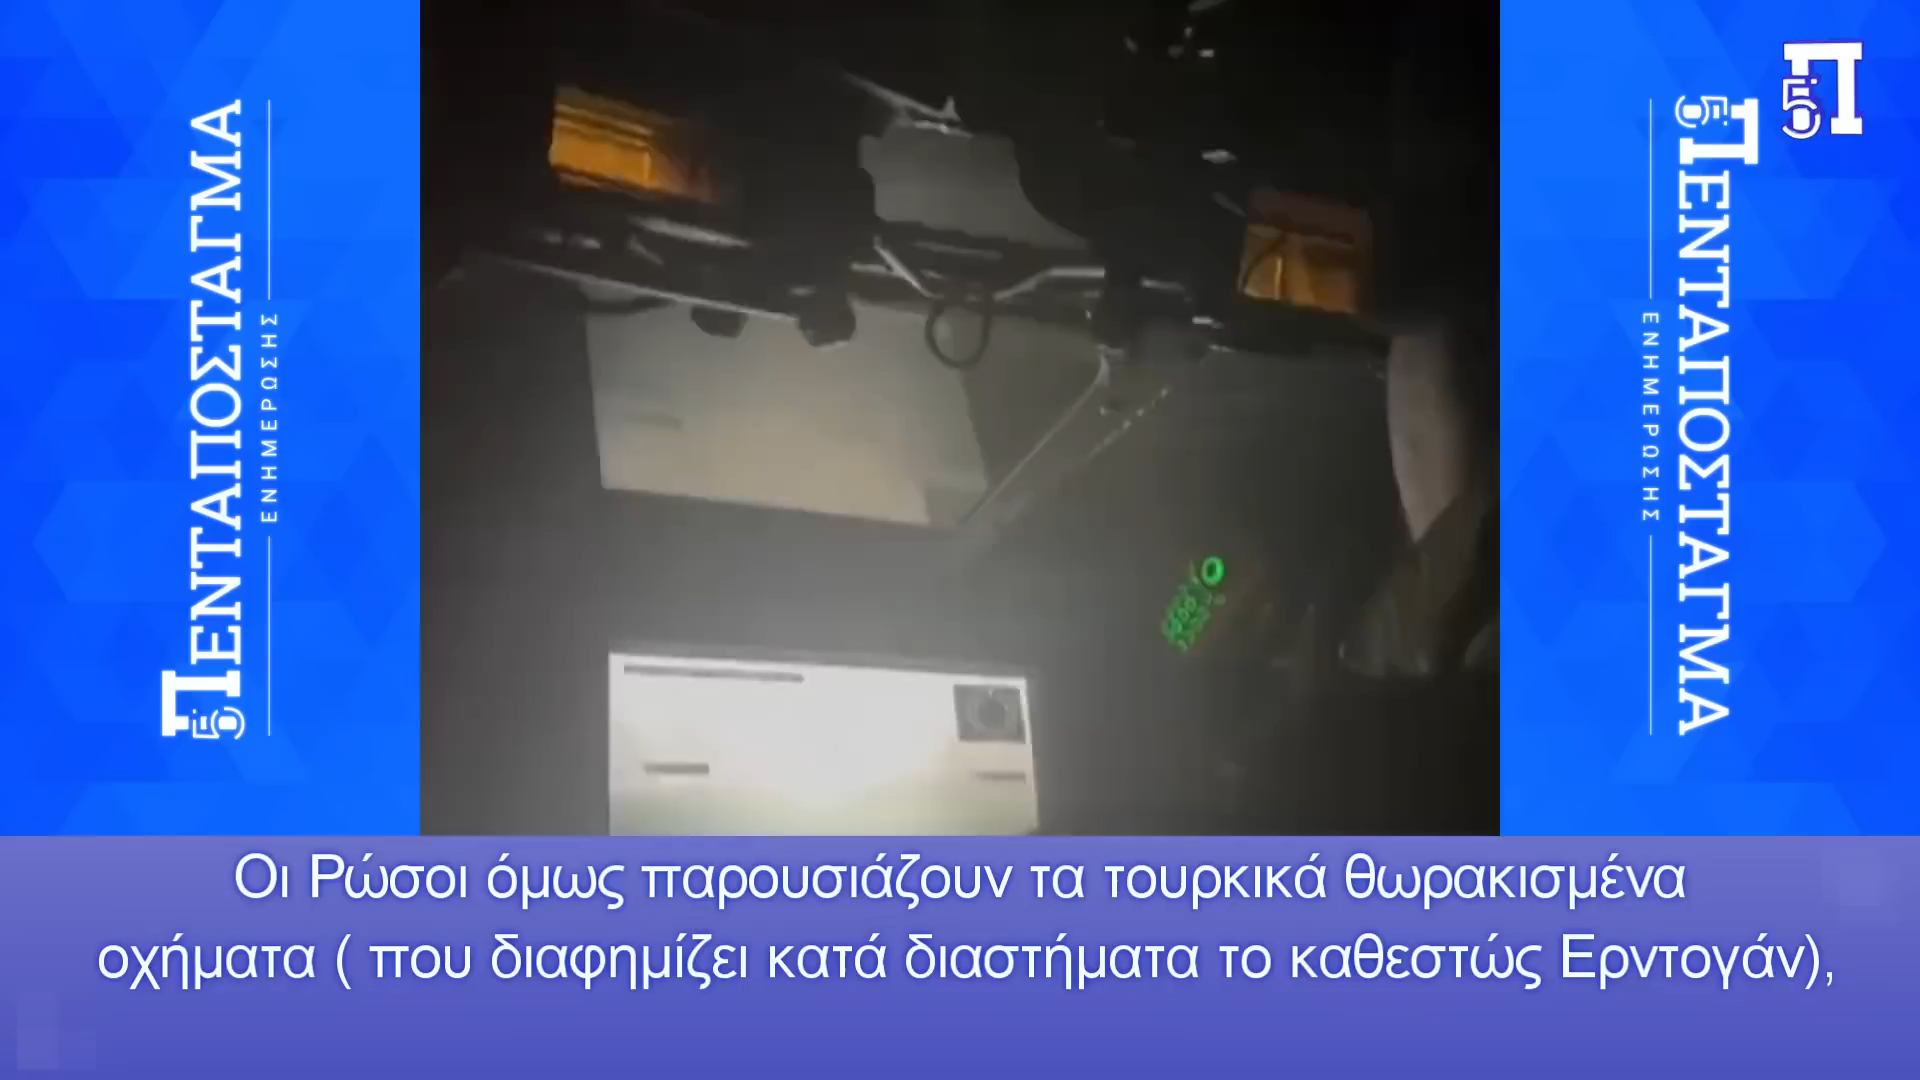 ΠΕΝΤΑΠΟΣΤΑΓΜΑ
ΕΝΗΜΕΡΩΣΗΣ
5Π
ΠΕΝΤΑΠΟΣΤΑΓΜΑ
ΕΝΗΜΕΡΩΣΗΣ
Οι Ρώσοι όμως παρουσιάζουν τα τουρκικά θωρακισμένα
οχήματα ( που διαφημίζει κατά διαστήματα το καθεστώς Ερντογάν),